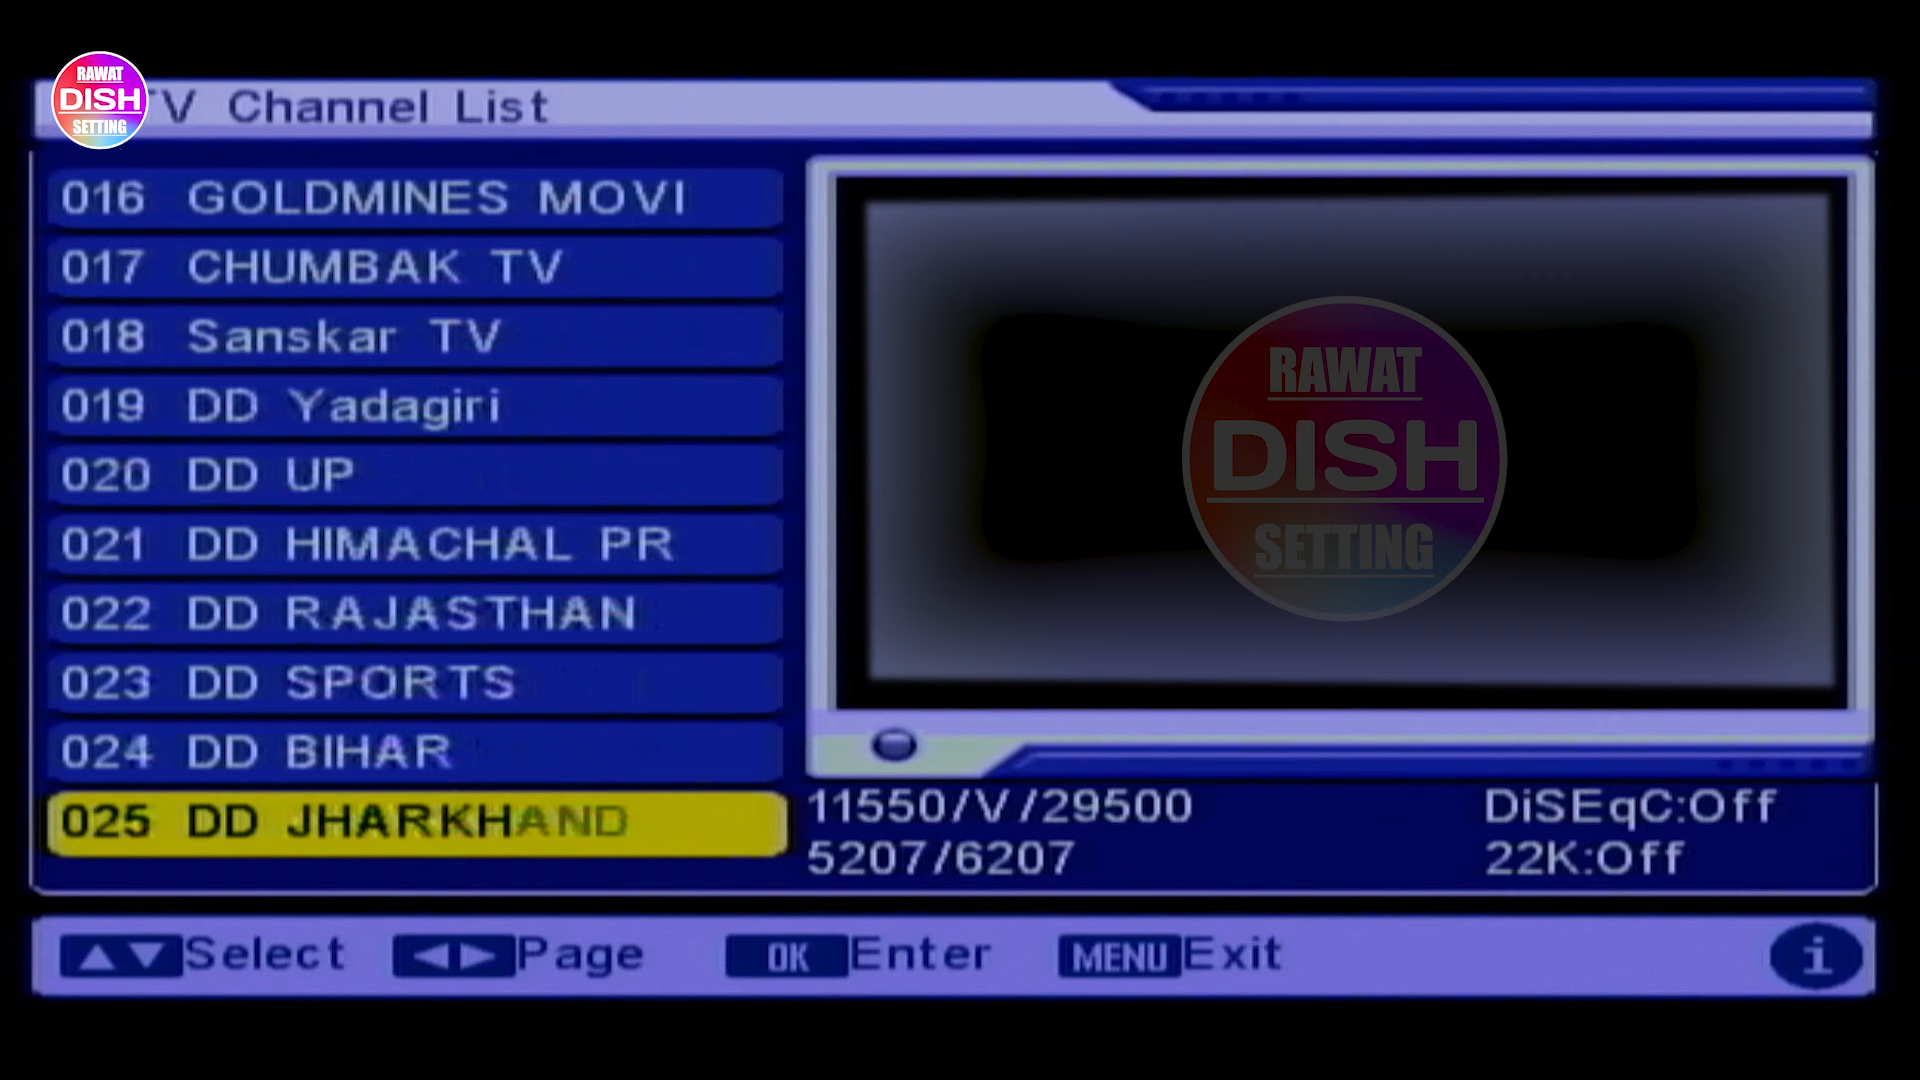 RAWAT
DISH
SETTING
TV Channel List
016 GOLDMINES MOVI
017 CHUMBAK TV
018 Sanskar TV
019 DD Yadagiri
020 DD UP
021 DD HIMACHAL PR
022 DD RAJASTHAN
023 DD SPORTS
024 DD BIHAR
025 DD JHARKHAND
RAWAT
DISH
SETTING
11550/V/29500
5207/6207
DiSEqC:Off
22K:Off
▲▼Select ◀▶Page OK Enter MENU Exit i